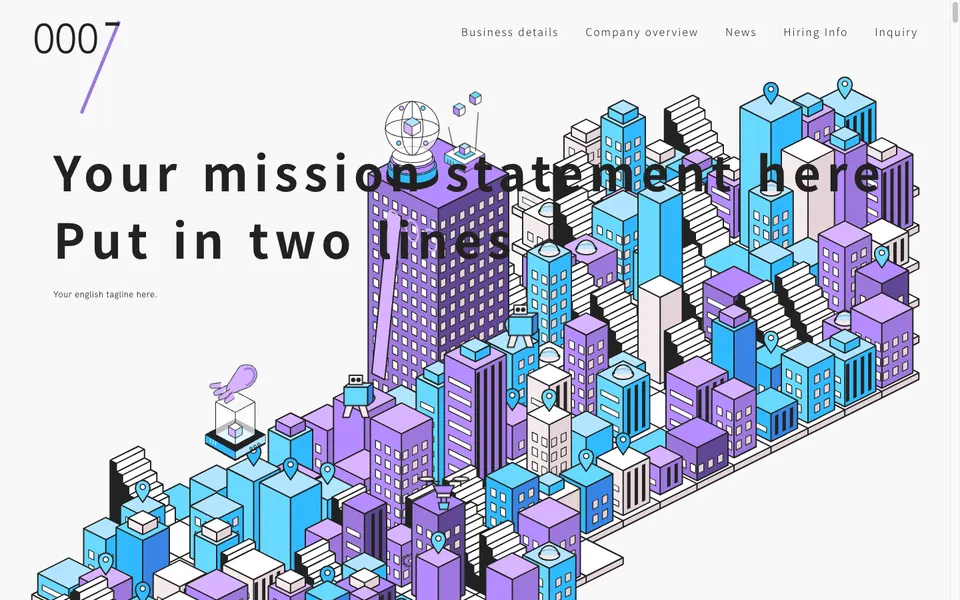 0007
Business details
Company overview
News
Hiring Info
Inquiry
Your mission statement here
Put in two lines
Your english tagline here.